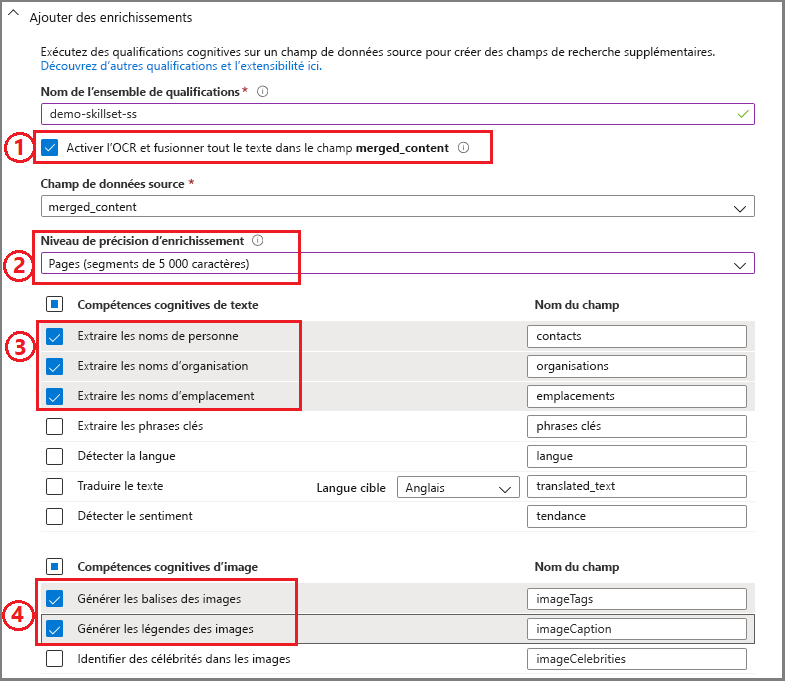 Ajouter des enrichissements
Exécutez des qualifications cognitives sur un champ de données source pour créer des champs de recherche supplémentaires.
Découvrez d'autres qualifications et l'extensibilité ici.
Nom de l'ensemble de qualifications *
demo-skillset-ss
1 Activer l'OCR et fusionner tout le texte dans le champ merged_content
Champ de données source *
merged_content
Niveau de précision d'enrichissement
2 Pages (segments de 5 000 caractères)
Compétences cognitives de texte Nom du champ
3 Extraire les noms de personne contacts
Extraire les noms d'organisation organisations
Extraire les noms d'emplacement emplacements
Extraire les phrases clés phrases clés
Détecter la langue langue
Traduire le texte Langue cible Anglais translated_text
Détecter le sentiment tendance
Compétences cognitives d'image Nom du champ
4 Générer les balises des images imageTags
Générer les légendes des images imageCaption
Identifier des célébrités dans les images imageCelebrities